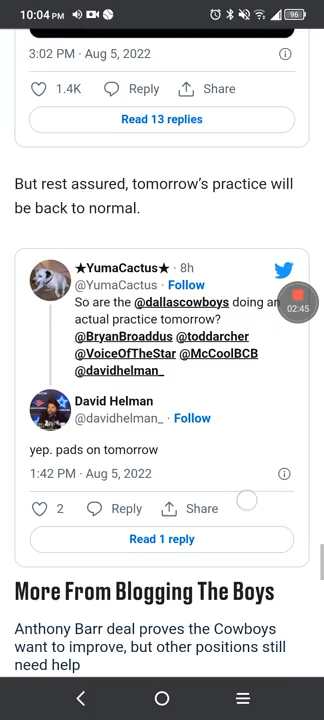 10:04 PM
96
3:02 PM · Aug 5, 2022
1.4K Reply Share
Read 13 replies
But rest assured, tomorrow's practice will
be back to normal.
★YumaCactus★ · 8h
@YumaCactus · Follow
So are the @dallascowboys doing an
actual practice tomorrow?
@BryanBroaddus @toddarcher
@VoiceOfTheStar @McCoolBCB
@davidhelman_
02:45
David Helman
@davidhelman_ · Follow
yep. pads on tomorrow
1:42 PM · Aug 5, 2022
2 Reply Share
Read 1 reply
More From Blogging The Boys
Anthony Barr deal proves the Cowboys
want to improve, but other positions still
need help